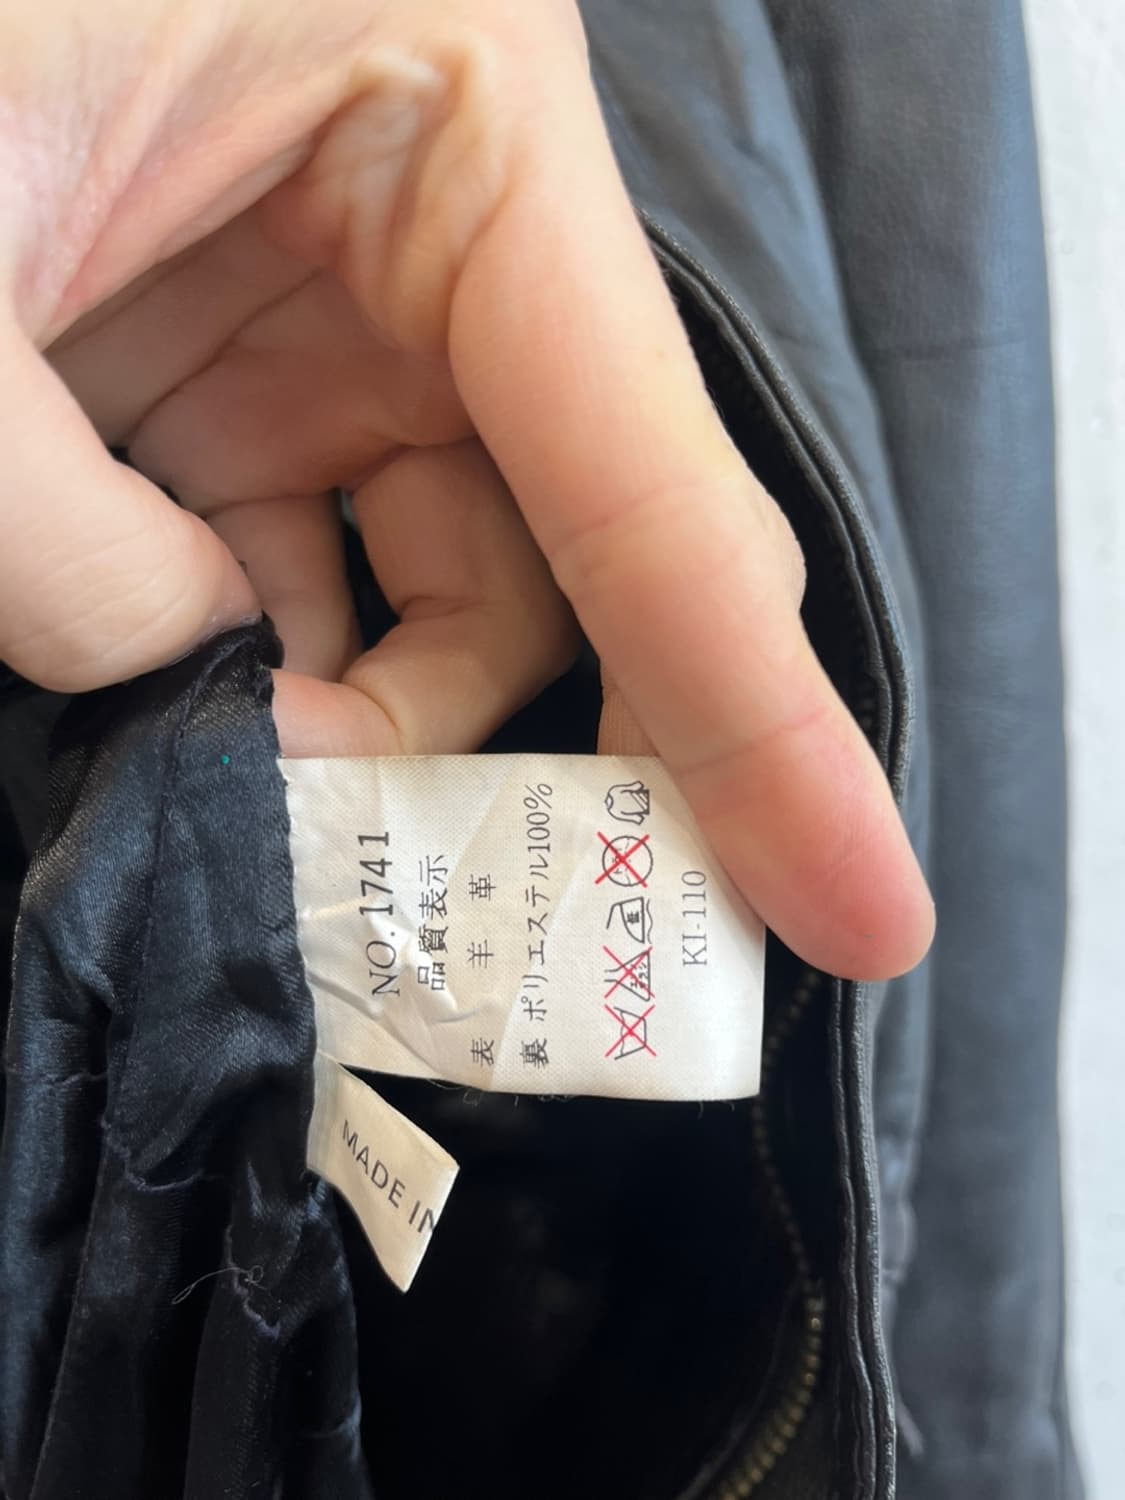 NO.1741
品質表示
表 羊 革
裏 ポリエステル100%
KI-110
MADE IN